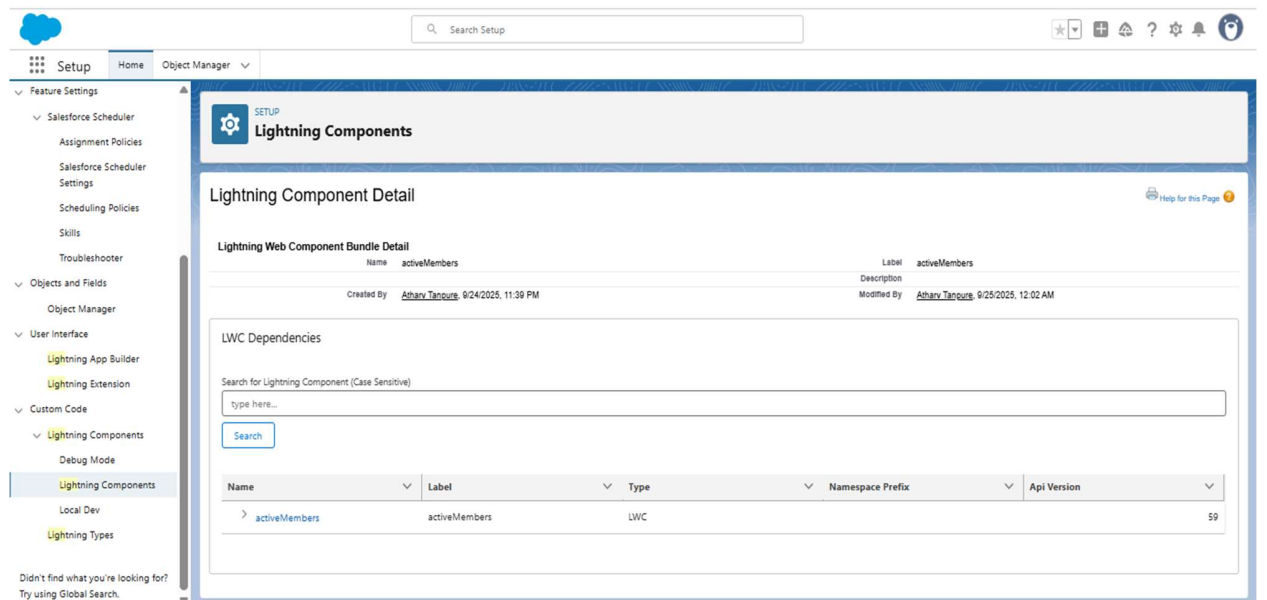 Search Setup
Setup
Home
Object Manager
Feature Settings
Salesforce Scheduler
Assignment Policies
Salesforce Scheduler
Settings
Scheduling Policies
Skills
Troubleshooter
Objects and Fields
Object Manager
User Interface
Lightning App Builder
Lightning Extension
Custom Code
Lightning Components
Debug Mode
Lightning Components
Local Dev
Lightning Types
Didn't find what you're looking for?
Try using Global Search.
SETUP
Lightning Components
Lightning Component Detail
Help for this Page
Lightning Web Component Bundle Detail
Name activeMembers Label activeMembers
Description
Created By Atharv Tanpure, 9/24/2025, 11:39 PM Modified By Atharv Tanpure, 9/25/2025, 12:02 AM
LWC Dependencies
Search for Lightning Component (Case Sensitive)
type here...
Search
Name Label Type Namespace Prefix Api Version
activeMembers activeMembers LWC 59